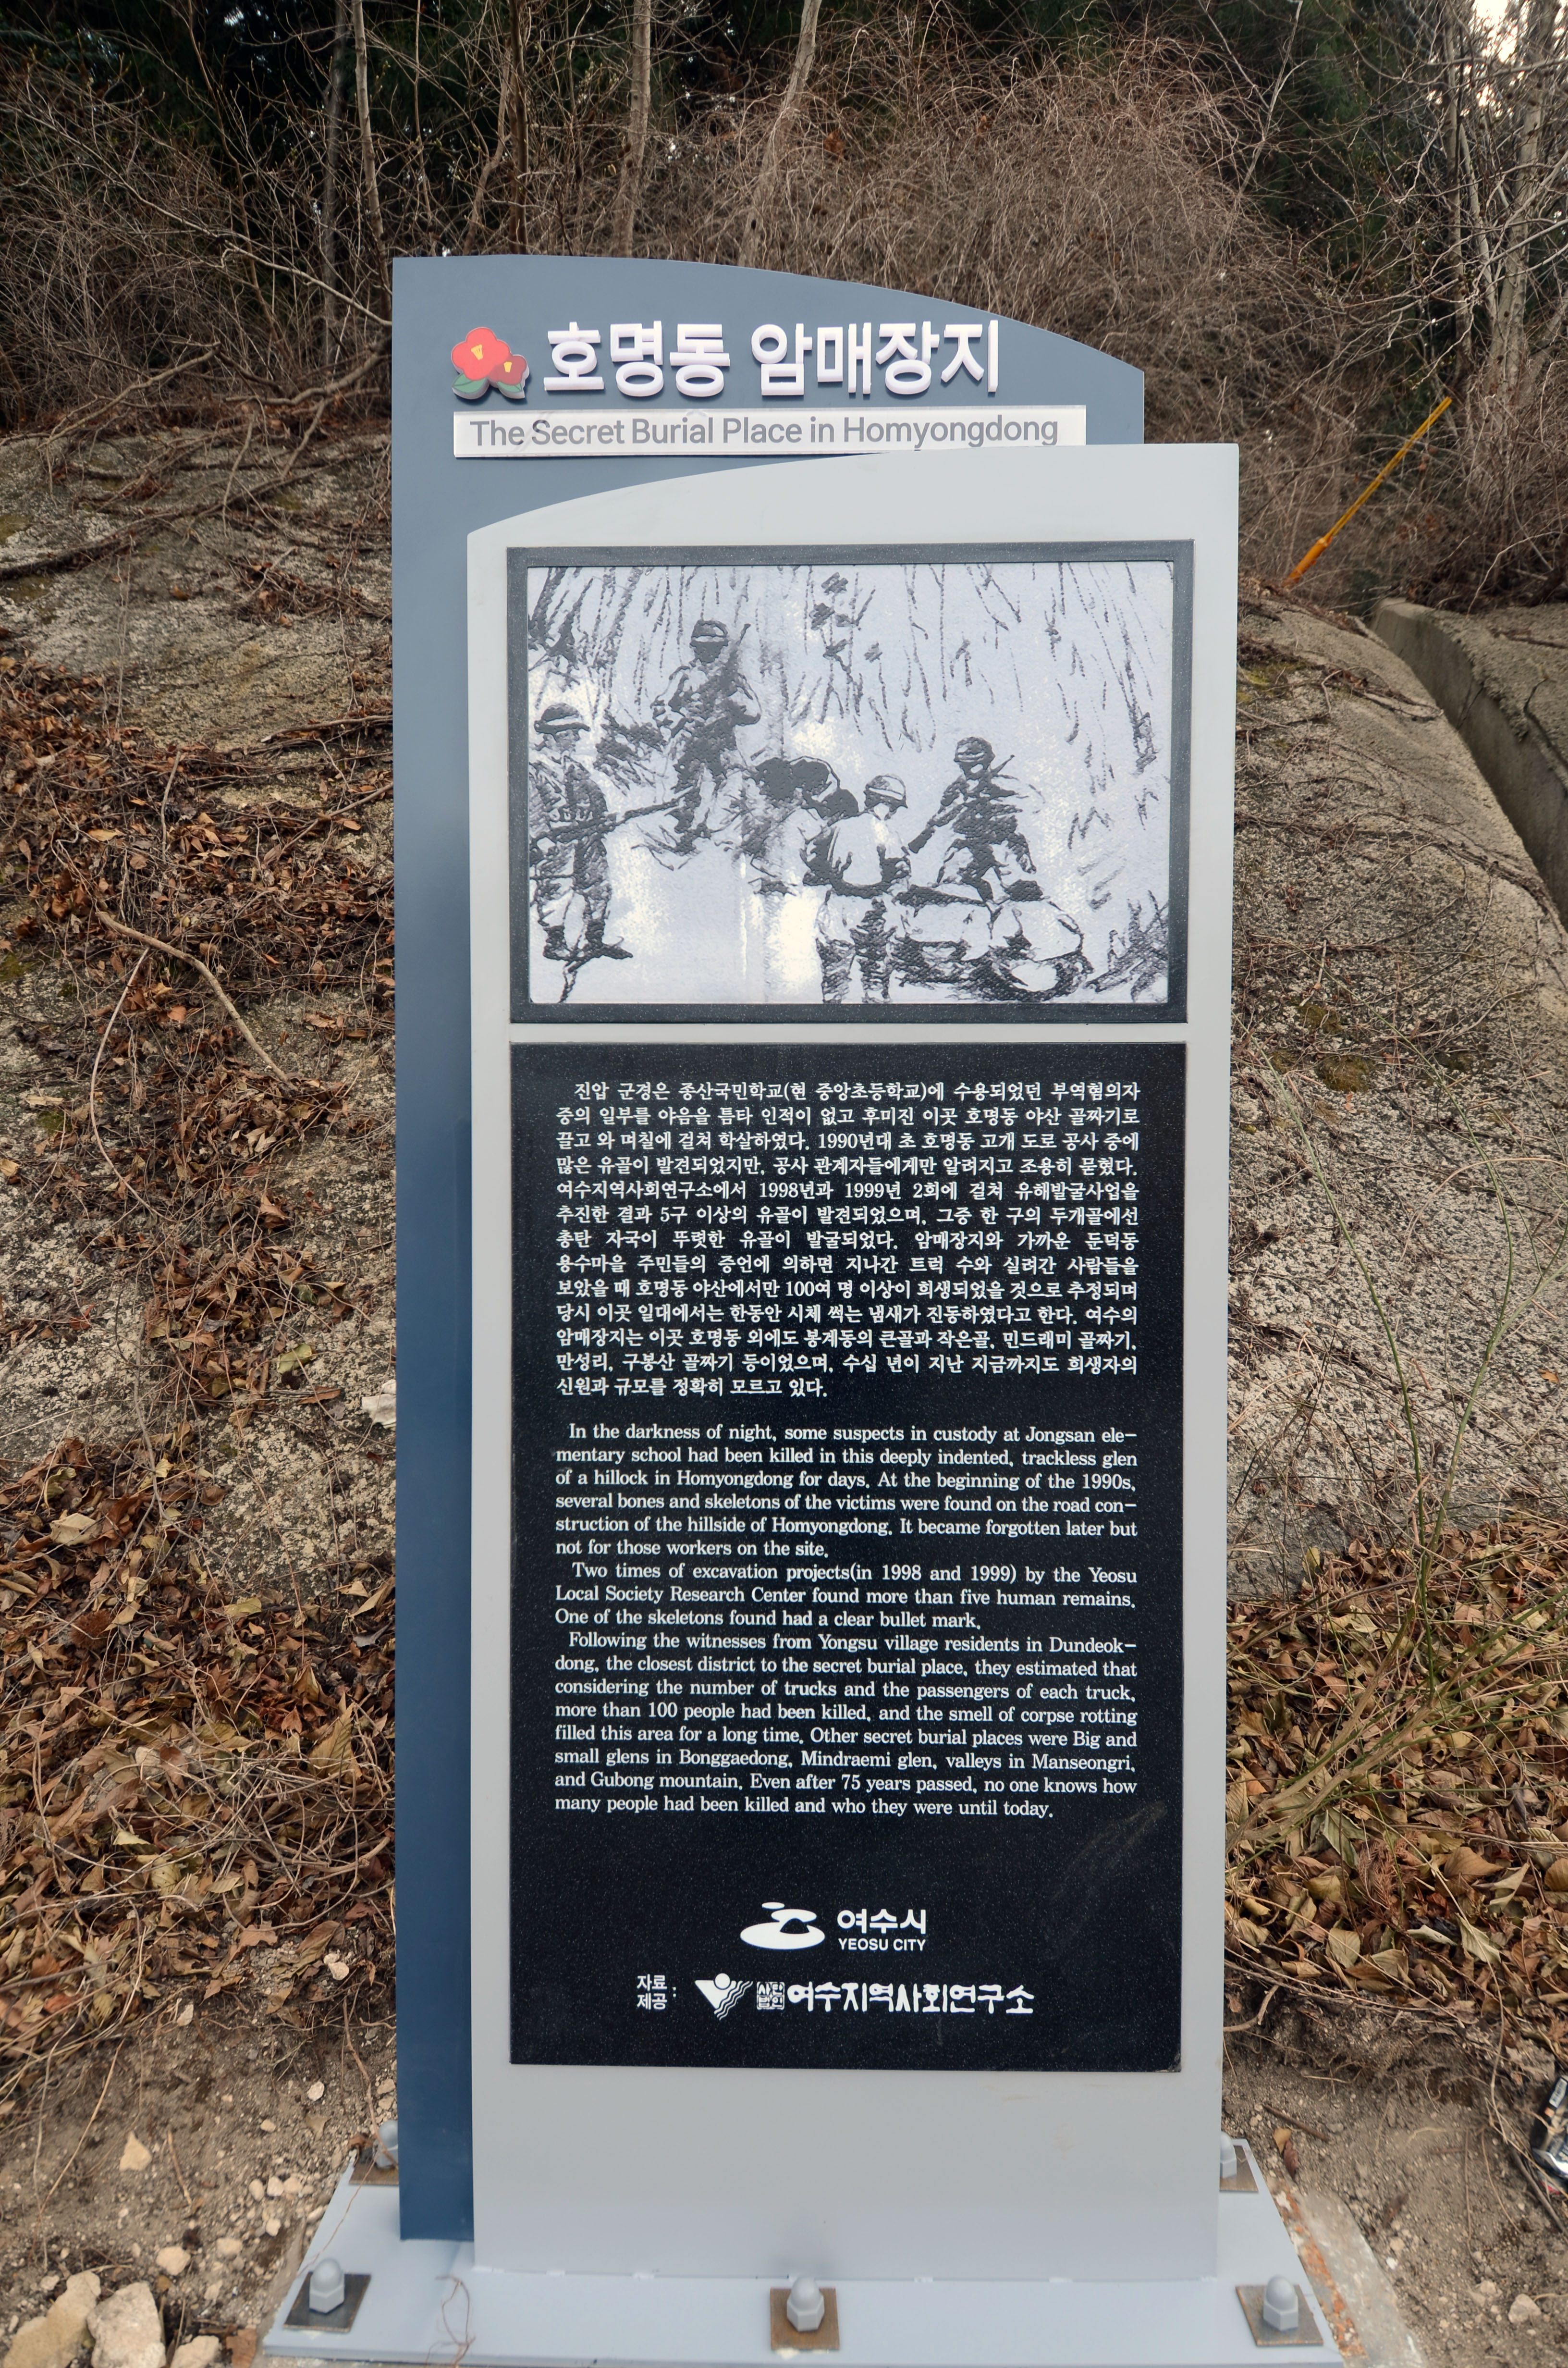 호명동 암매장지
The Secret Burial Place in Homyongdong
진압 군경은 종산국민학교(현 중앙초등학교)에 수용되었던 부역혐의자
중의 일부를 야음을 틈타 인적이 없고 후미진 이곳 호명동 야산 골짜기로
끌고 와 며칠에 걸쳐 학살하였다. 1990년대 초 호명동 고개 도로 공사 중에
많은 유골이 발견되었지만, 공사 관계자들에게만 알려지고 조용히 묻혔다.
여수지역사회연구소에서 1998년과 1999년 2회에 걸쳐 유해발굴사업을
추진한 결과 5구 이상의 유골이 발견되었으며, 그중 한 구의 두개골에선
총탄 자국이 뚜렷한 유골이 발굴되었다. 암매장지와 가까운 둔덕동
용수마을 주민들의 증언에 의하면 지나간 트럭 수와 실려간 사람들을
보았을 때 호명동 야산에서만 100여 명 이상이 희생되었을 것으로 추정되며
당시 이곳 일대에서는 한동안 시체 썩는 냄새가 진동하였다고 한다. 여수의
암매장지는 이곳 호명동 외에도 봉계동의 큰골과 작은골, 민드래미 골짜기,
만성리, 구봉산 골짜기 등이었으며, 수십 년이 지난 지금까지도 희생자의
신원과 규모를 정확히 모르고 있다.
In the darkness of night, some suspects in custody at Jongsan ele-
mentary school had been killed in this deeply indented, trackless glen
of a hillock in Homyongdong for days. At the beginning of the 1990s,
several bones and skeletons of the victims were found on the road con-
struction of the hillside of Homyongdong. It became forgotten later but
not for those workers on the site.
Two times of excavation projects(in 1998 and 1999) by the Yeosu
Local Society Research Center found more than five human remains.
One of the skeletons found had a clear bullet mark.
Following the witnesses from Yongsu village residents in Dundeok-
dong, the closest district to the secret burial place, they estimated that
considering the number of trucks and the passengers of each truck,
more than 100 people had been killed, and the smell of corpse rotting
filled this area for a long time. Other secret burial places were Big and
small glens in Bonggaedong, Mindraemi glen, valleys in Manseongri,
and Gubong mountain. Even after 75 years passed, no one knows how
many people had been killed and who they were until today.
여수시
YEOSU CITY
자료 제공 : 사단법인 여수지역사회연구소